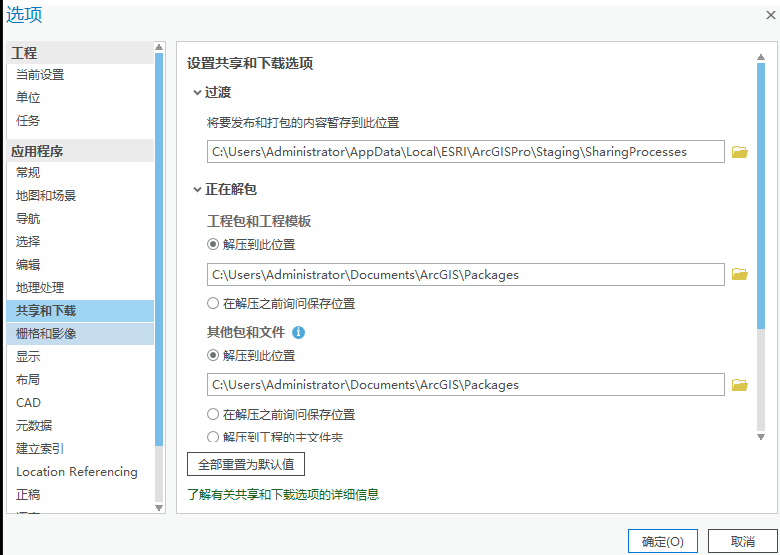 选项
工程
当前设置
单位
任务
应用程序
常规
地图和场景
导航
选择
编辑
地理处理
共享和下载
栅格和影像
显示
布局
CAD
元数据
建立索引
Location Referencing
正稿
设置共享和下载选项
过渡
将要发布和打包的内容暂存到此位置
C:\Users\Administrator\AppData\Local\ESRI\ArcGISPro\Staging\SharingProcesses
正在解包
工程包和工程模板
解压到此位置
C:\Users\Administrator\Documents\ArcGIS\Packages
在解压之前询问保存位置
其他包和文件
解压到此位置
C:\Users\Administrator\Documents\ArcGIS\Packages
在解压之前询问保存位置
解压到工程的主文件夹
全部重置为默认值
了解有关共享和下载选项的详细信息
确定(O)
取消